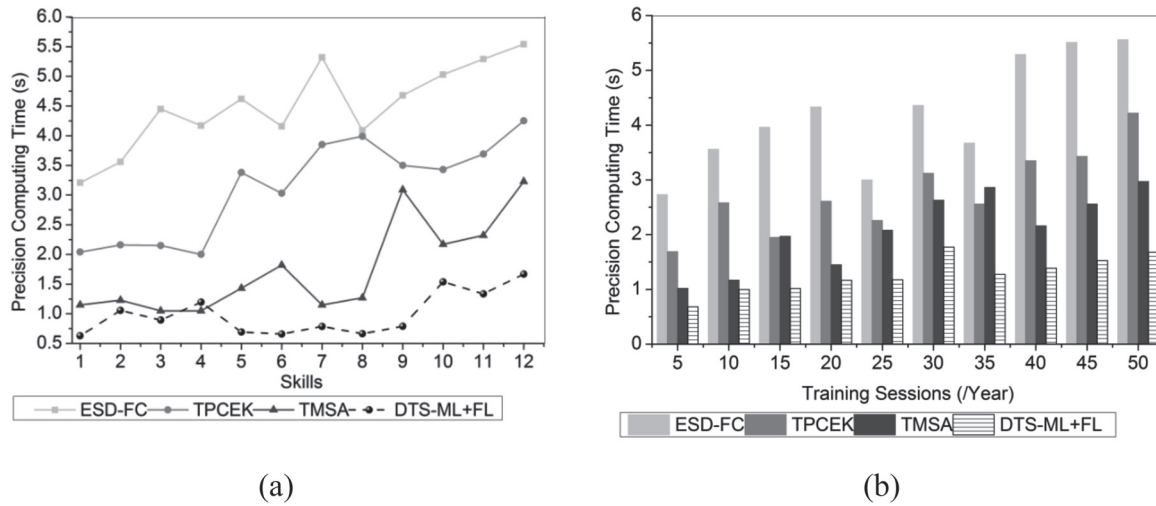 6.0
5.5
5.0
4.5
4.0
3.5
3.0
2.5
2.0
1.5
1.0
0.5
Precision Computing Time (s)
1 2 3 4 5 6 7 8 9 10 11 12
Skills
ESD-FC TPCEK TMSA DTS-ML+FL
(a)
6
5
4
3
2
1
0
Precision Computing Time (s)
5 10 15 20 25 30 35 40 45 50
Training Sessions (/Year)
ESD-FC TPCEK TMSA DTS-ML+FL
(b)